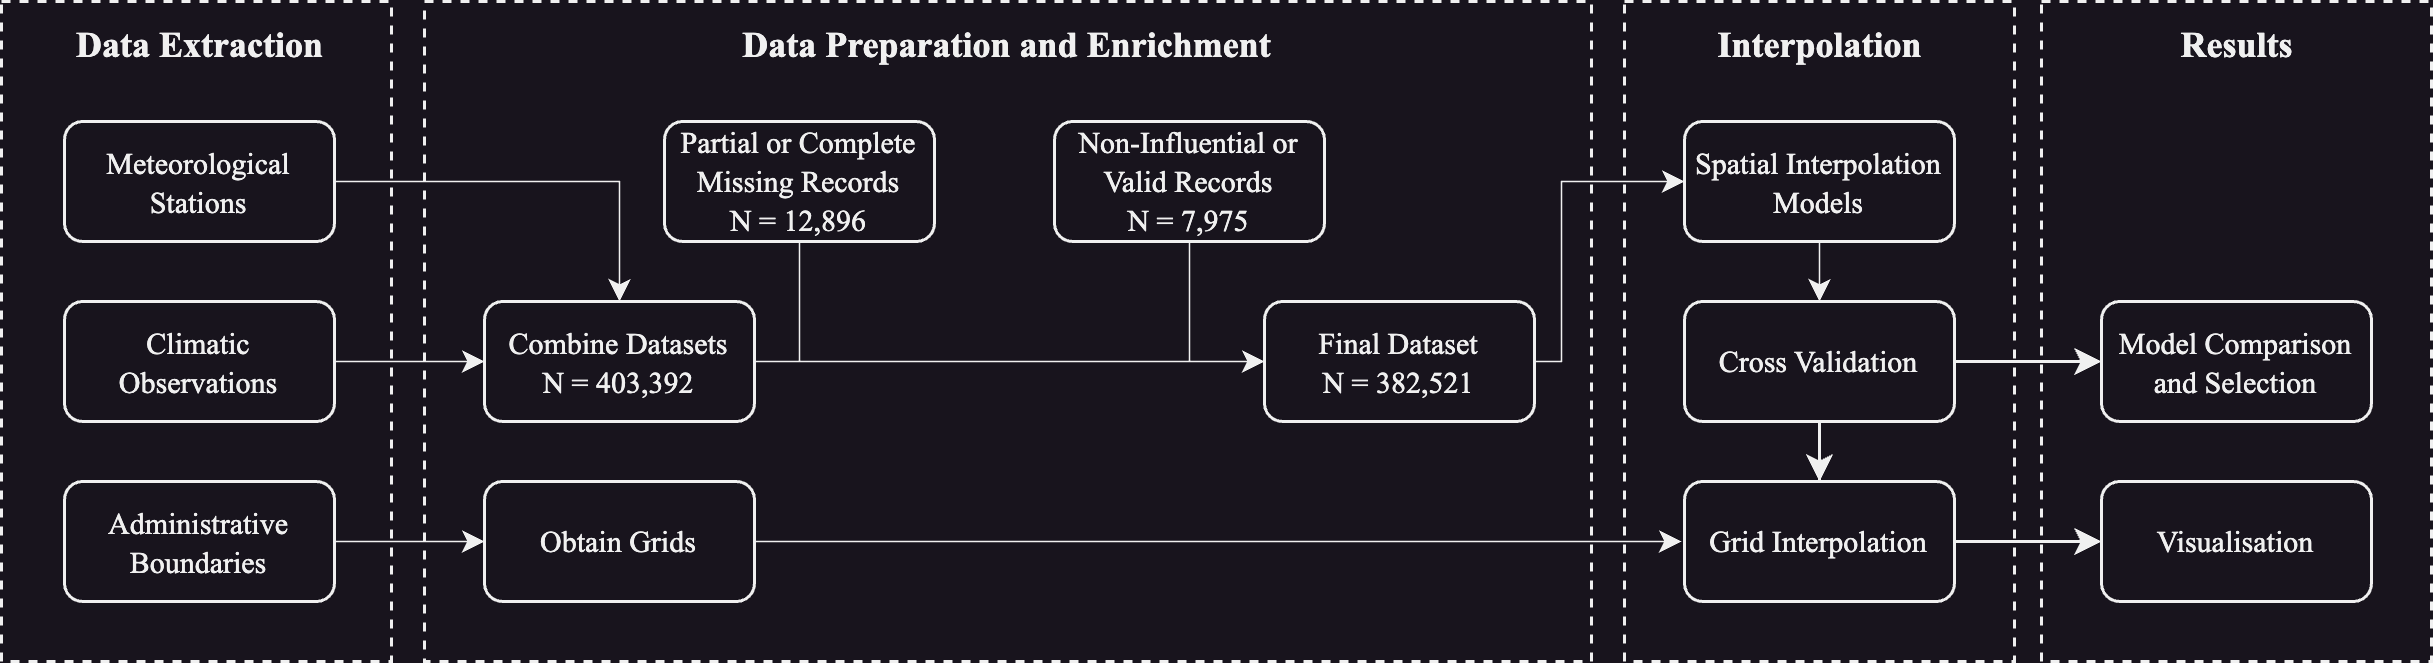 Data Extraction
Meteorological
Stations
Climatic
Observations
Administrative
Boundaries
Data Preparation and Enrichment
Partial or Complete
Missing Records
N = 12,896
Non-Influential or
Valid Records
N = 7,975
Combine Datasets
N = 403,392
Final Dataset
N = 382,521
Obtain Grids
Interpolation
Spatial Interpolation
Models
Cross Validation
Grid Interpolation
Results
Model Comparison
and Selection
Visualisation